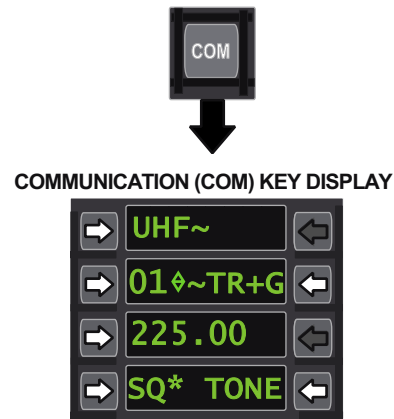 COM
COMMUNICATION (COM) KEY DISPLAY
UHF~
01⬨~TR+G
225.00
SQ* TONE